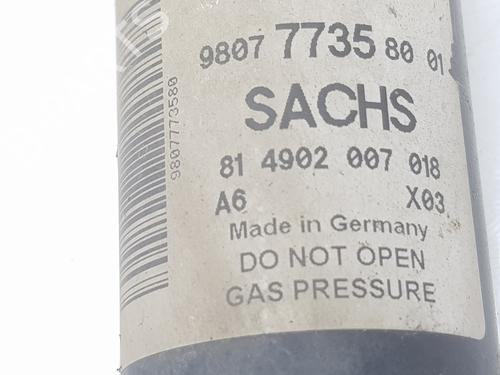 9807 7735 80 01
SACHS
81 4902 007 018
A6 X03
Made in Germany
DO NOT OPEN
GAS PRESSURE
9807773580